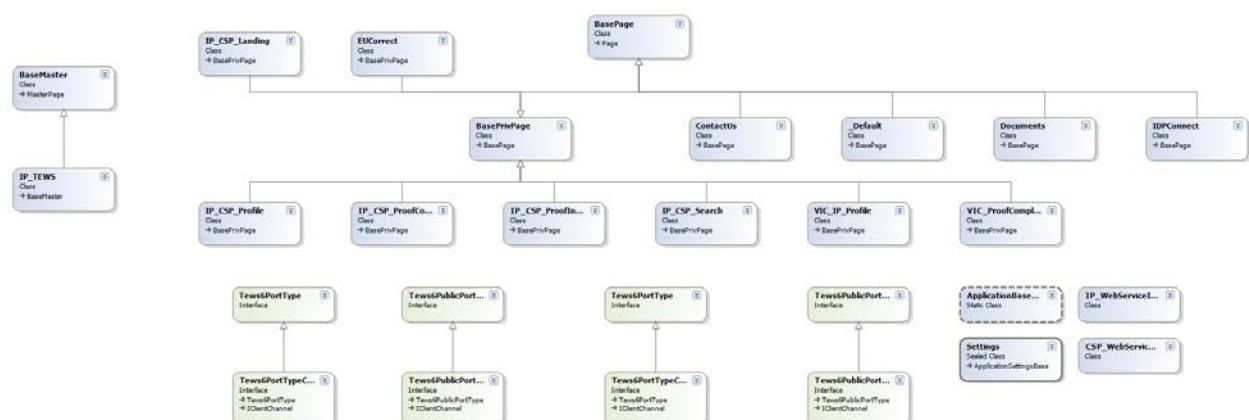 BasePage
Class
→ Page
IP_CSP_Landing
Class
→ BasePrivPage
EUCorrect
Class
→ BasePrivPage
BaseMaster
Class
→ MasterPage
BasePrivPage
Class
→ BasePage
ContactUs
Class
→ BasePage
_Default
Class
→ BasePage
Documents
Class
→ BasePage
IDPConnect
Class
→ BasePage
IP_TEWS
Class
→ BaseMaster
IP_CSP_Profile
Class
→ BasePrivPage
IP_CSP_ProofCo...
Class
→ BasePrivPage
IP_CSP_ProofIn...
Class
→ BasePrivPage
IP_CSP_Search
Class
→ BasePrivPage
VIC_IP_Profile
Class
→ BasePrivPage
VIC_ProofCompl...
Class
→ BasePrivPage
Tews6PortType
Interface
Tews6PublicPort...
Interface
Tews6PortType
Interface
Tews6PublicPort...
Interface
ApplicationBase...
Static Class
IP_WebServiceI...
Class
Settings
Sealed Class
→ ApplicationSettingsBase
CSP_WebServic...
Class
Tews6PortTypeC...
Interface
→ Tews6PortType
→ IClientChannel
Tews6PublicPort...
Interface
→ Tews6PublicPortType
→ IClientChannel
Tews6PortTypeC...
Interface
→ Tews6PortType
→ IClientChannel
Tews6PublicPort...
Interface
→ Tews6PublicPortType
→ IClientChannel